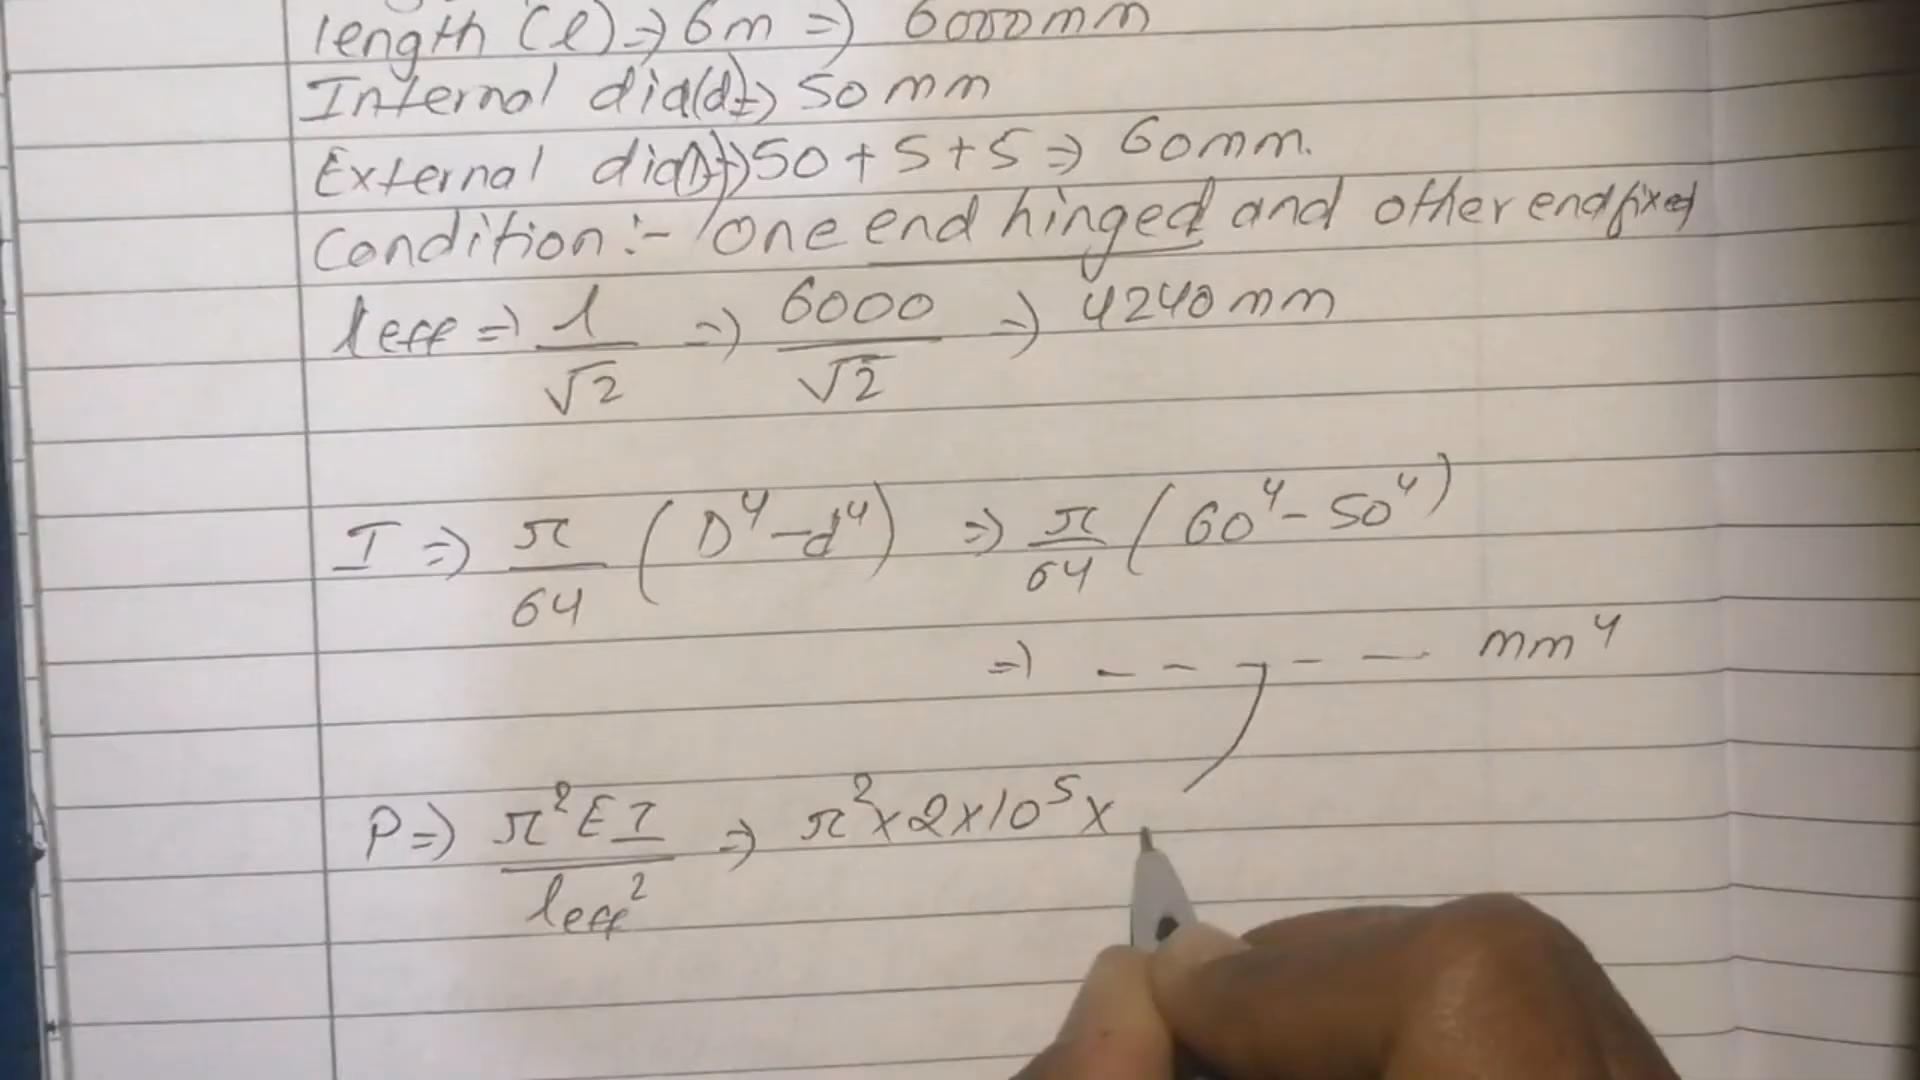 length (l) => 6m => 6000mm
Internal dia(d) => 50mm
External dia(D) => 50 + 5 + 5 => 60mm.
Condition :- one end hinged and other end fixed
leff => l/√2 => 6000/√2 => 4240mm
I => π/64 (D⁴-d⁴) => π/64 (60⁴ - 50⁴)
=> - - - - - mm⁴
P => π²EI/leff² => π² x 2 x 10⁵ x